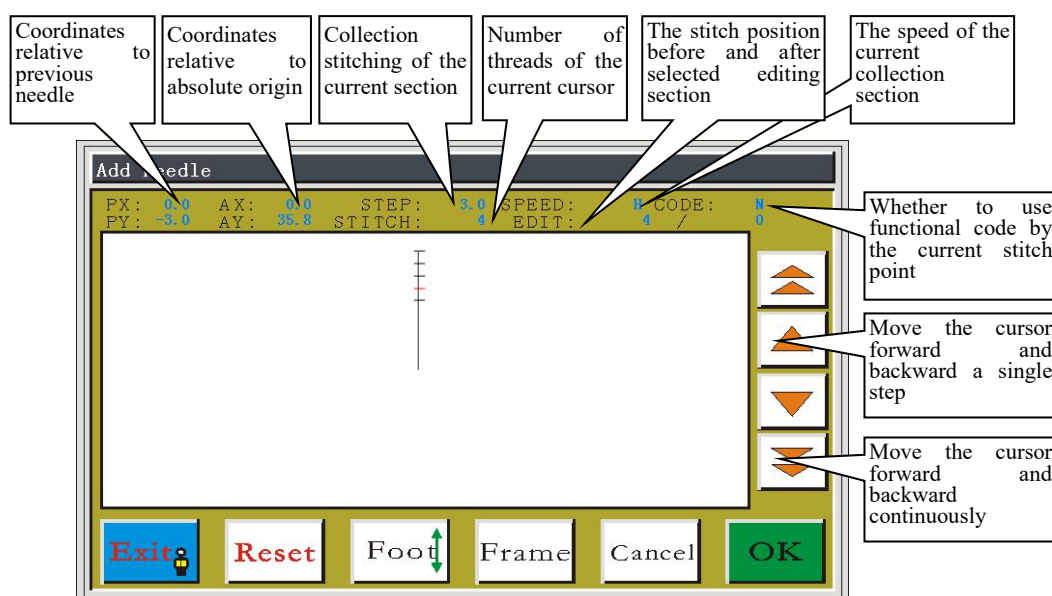 Coordinates
relative to
previous
needle
Coordinates
relative to
absolute origin
Collection
stitching of the
current section
Number of
threads of the
current cursor
The stitch position
before and after
selected editing
section
The speed of the
current
collection
section
Add Needle
PX: 0.0 AX: 0.0 STEP: 3.0 SPEED: H CODE: N
PY: -3.0 AY: 35.8 STITCH: 4 EDIT: 4 / 0
Whether to use
functional code by
the current stitch
point
Move the cursor
forward and
backward a single
step
Move the cursor
forward and
backward
continuously
Exit Reset Foot Frame Cancel OK